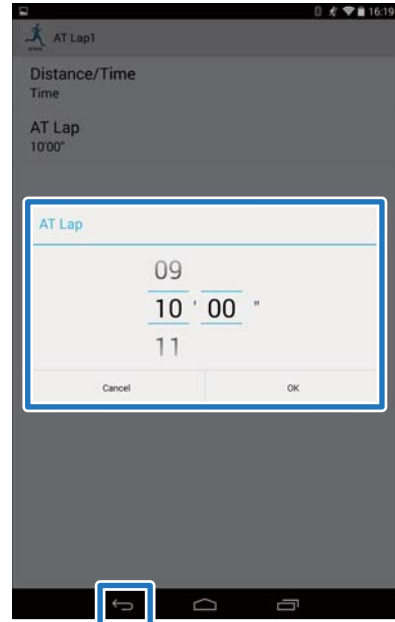 16:19
AT Lap1
Distance/Time
Time
AT Lap
10'00"
AT Lap
09
10 ' 00 "
11
Cancel OK